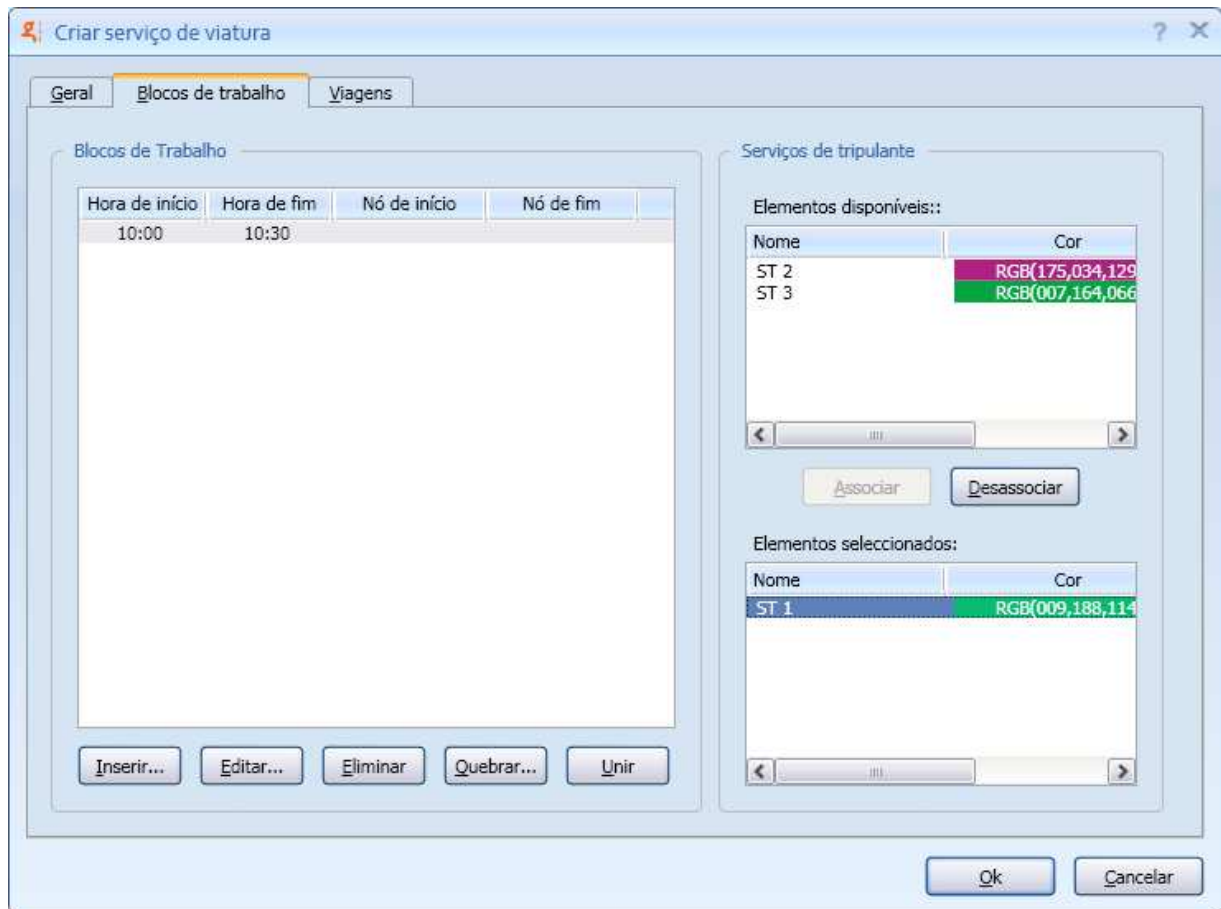 Criar serviço de viatura
Geral Blocos de trabalho Viagens
Blocos de Trabalho
Hora de início Hora de fim Nó de início Nó de fim
10:00 10:30
Inserir... Editar... Eliminar Quebrar... Unir
Serviços de tripulante
Elementos disponíveis::
Nome Cor
ST 2 RGB(175,034,129
ST 3 RGB(007,164,066
Associar Desassociar
Elementos seleccionados:
Nome Cor
ST 1 RGB(009,188,114
Ok Cancelar